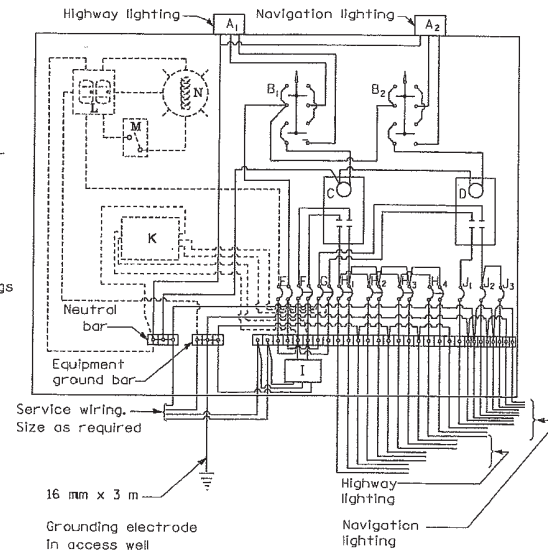 Highway lighting
A1
Navigation lighting
A2
B1
B2
L
N
M
C
D
K
E
F
G
H1
H2
H3
H4
J1
J2
J3
gs
Neutral
bar
Equipment
ground bar
I
Service wiring.
Size as required
16 mm x 3 m
Grounding electrode
in access well
Highway
lighting
Navigation
lighting